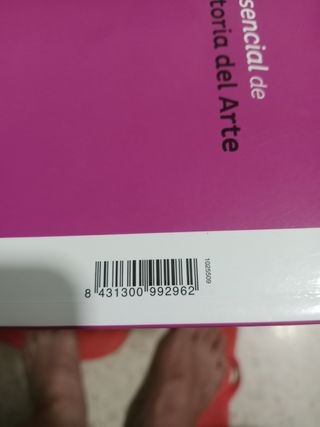 sencial de
toria del Arte
1025509
8 431300 992962